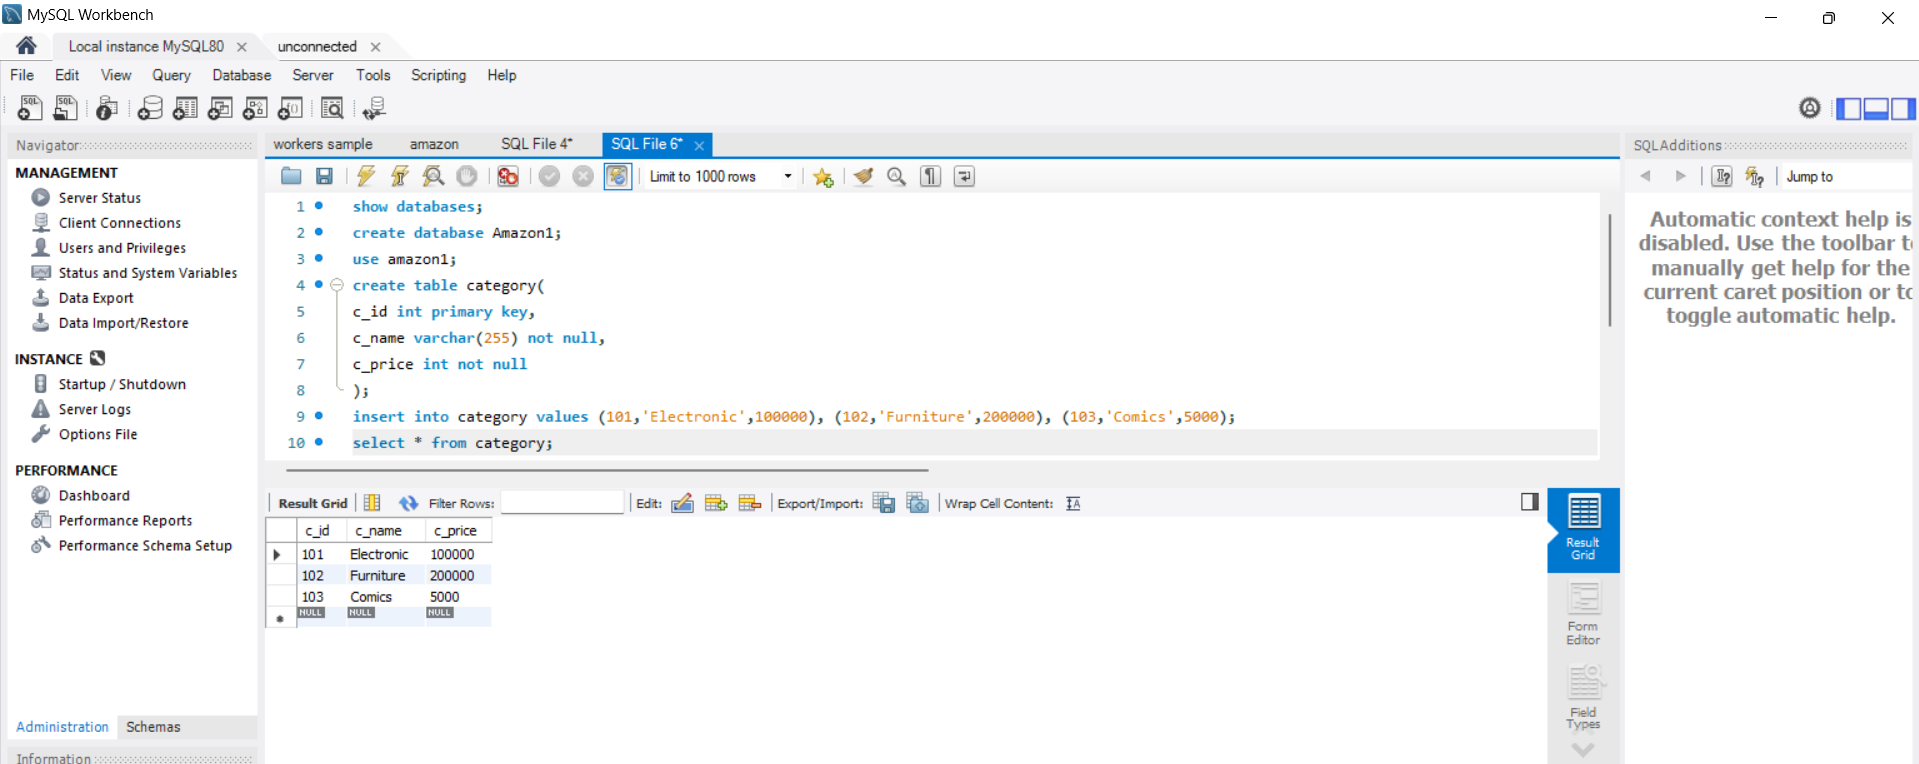 MySQL Workbench
Local instance MySQL80
unconnected
File Edit View Query Database Server Tools Scripting Help
SQL SQL
Navigator
MANAGEMENT
Server Status
Client Connections
Users and Privileges
Status and System Variables
Data Export
Data Import/Restore
INSTANCE
Startup / Shutdown
Server Logs
Options File
PERFORMANCE
Dashboard
Performance Reports
Performance Schema Setup
Administration Schemas
Information
workers sample amazon SQL File 4* SQL File 6*
Limit to 1000 rows
1 show databases;
2 create database Amazon1;
3 use amazon1;
4 create table category(
5 c_id int primary key,
6 c_name varchar(255) not null,
7 c_price int not null
8 );
9 insert into category values (101,'Electronic',100000), (102,'Furniture',200000), (103,'Comics',5000);
10 select * from category;
Result Grid Filter Rows: Edit: Export/Import: Wrap Cell Content:
c_id c_name c_price
101 Electronic 100000
102 Furniture 200000
103 Comics 5000
NULL NULL NULL
Result
Grid
Form
Editor
Field
Types
SQLAdditions
Jump to
Automatic context help is
disabled. Use the toolbar t
manually get help for the
current caret position or to
toggle automatic help.